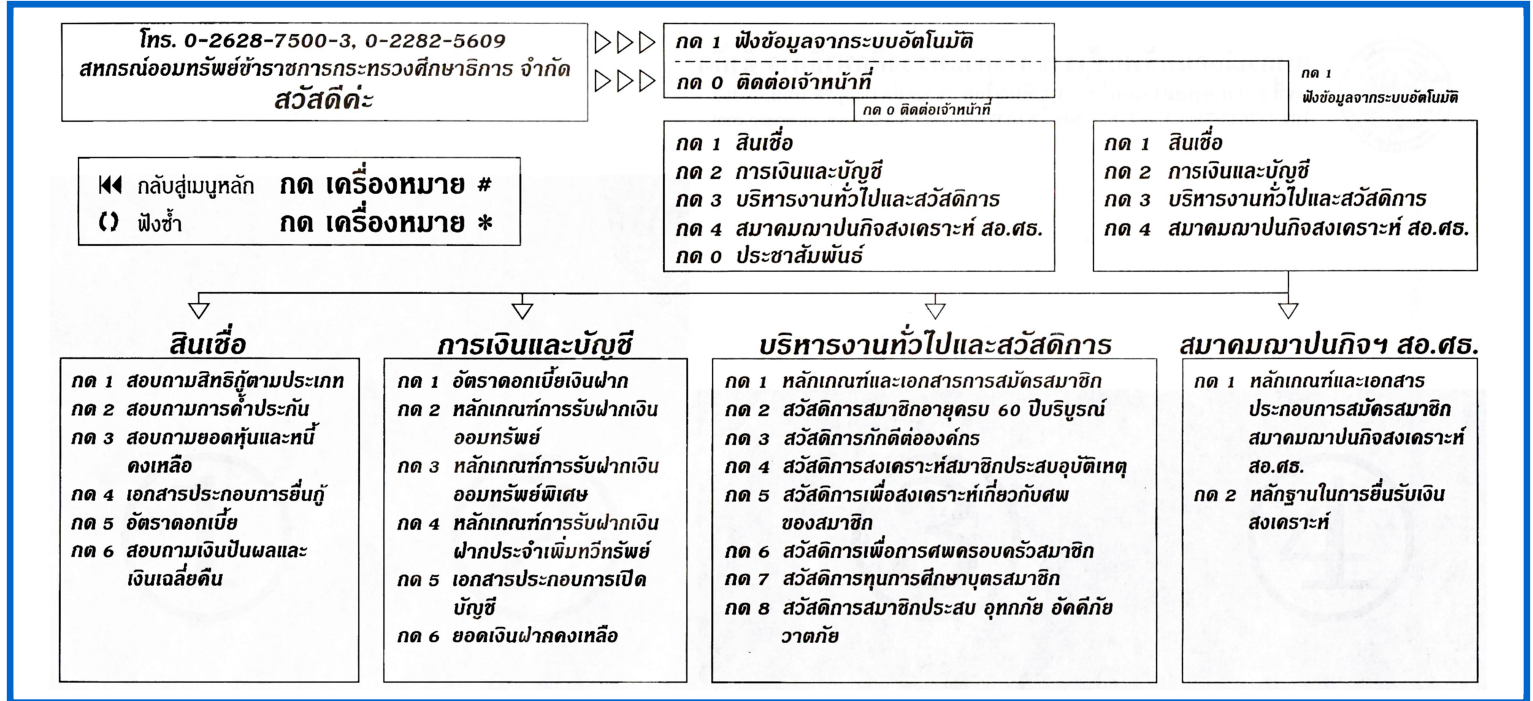 โทร. 0-2628-7500-3, 0-2282-5609
สหกรณ์ออมทรัพย์ข้าราชการกระทรวงศึกษาธิการ จำกัด
สวัสดีค่ะ
กด 1 ฟังข้อมูลจากระบบอัตโนมัติ
กด 0 ติดต่อเจ้าหน้าที่
กด 1
ฟังข้อมูลจากระบบอัตโนมัติ
กด 0 ติดต่อเจ้าหน้าที่
กลับสู่เมนูหลัก กด เครื่องหมาย #
ฟังซ้ำ กด เครื่องหมาย *
กด 1 สินเชื่อ
กด 2 การเงินและบัญชี
กด 3 บริหารงานทั่วไปและสวัสดิการ
กด 4 สมาคมฌาปนกิจสงเคราะห์ สอ.ศธ.
กด 0 ประชาสัมพันธ์
กด 1 สินเชื่อ
กด 2 การเงินและบัญชี
กด 3 บริหารงานทั่วไปและสวัสดิการ
กด 4 สมาคมฌาปนกิจสงเคราะห์ สอ.ศธ.
สินเชื่อ
กด 1 สอบถามสิทธิกู้ตามประเภท
กด 2 สอบถามการค้ำประกัน
กด 3 สอบถามยอดหุ้นและหนี้
คงเหลือ
กด 4 เอกสารประกอบการยื่นกู้
กด 5 อัตราดอกเบี้ย
กด 6 สอบถามเงินปันผลและ
เงินเฉลี่ยคืน
การเงินและบัญชี
กด 1 อัตราดอกเบี้ยเงินฝาก
กด 2 หลักเกณฑ์การรับฝากเงิน
ออมทรัพย์
กด 3 หลักเกณฑ์การรับฝากเงิน
ออมทรัพย์พิเศษ
กด 4 หลักเกณฑ์การรับฝากเงิน
ฝากประจำเพิ่มทวีทรัพย์
กด 5 เอกสารประกอบการเปิด
บัญชี
กด 6 ยอดเงินฝากคงเหลือ
บริหารงานทั่วไปและสวัสดิการ
กด 1 หลักเกณฑ์และเอกสารการสมัครสมาชิก
กด 2 สวัสดิการสมาชิกอายุครบ 60 ปีบริบูรณ์
กด 3 สวัสดิการภักดีต่อองค์กร
กด 4 สวัสดิการสงเคราะห์สมาชิกประสบอุบัติเหตุ
กด 5 สวัสดิการเพื่อสงเคราะห์เกี่ยวกับศพ
ของสมาชิก
กด 6 สวัสดิการเพื่อการศพครอบครัวสมาชิก
กด 7 สวัสดิการทุนการศึกษาบุตรสมาชิก
กด 8 สวัสดิการสมาชิกประสบ อุทกภัย อัคคีภัย
วาตภัย
สมาคมฌาปนกิจฯ สอ.ศธ.
กด 1 หลักเกณฑ์และเอกสาร
ประกอบการสมัครสมาชิก
สมาคมฌาปนกิจสงเคราะห์
สอ.ศธ.
กด 2 หลักฐานในการยื่นรับเงิน
สงเคราะห์